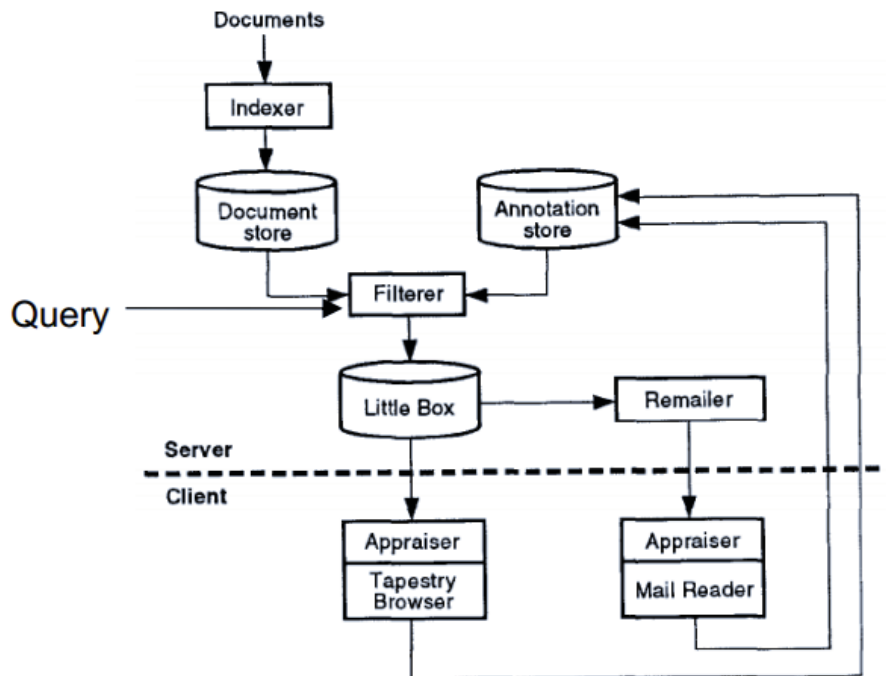 Documents
Indexer
Document
store
Annotation
store
Query
Filterer
Little Box
Remailer
Server
Client
Appraiser
Tapestry
Browser
Appraiser
Mail Reader